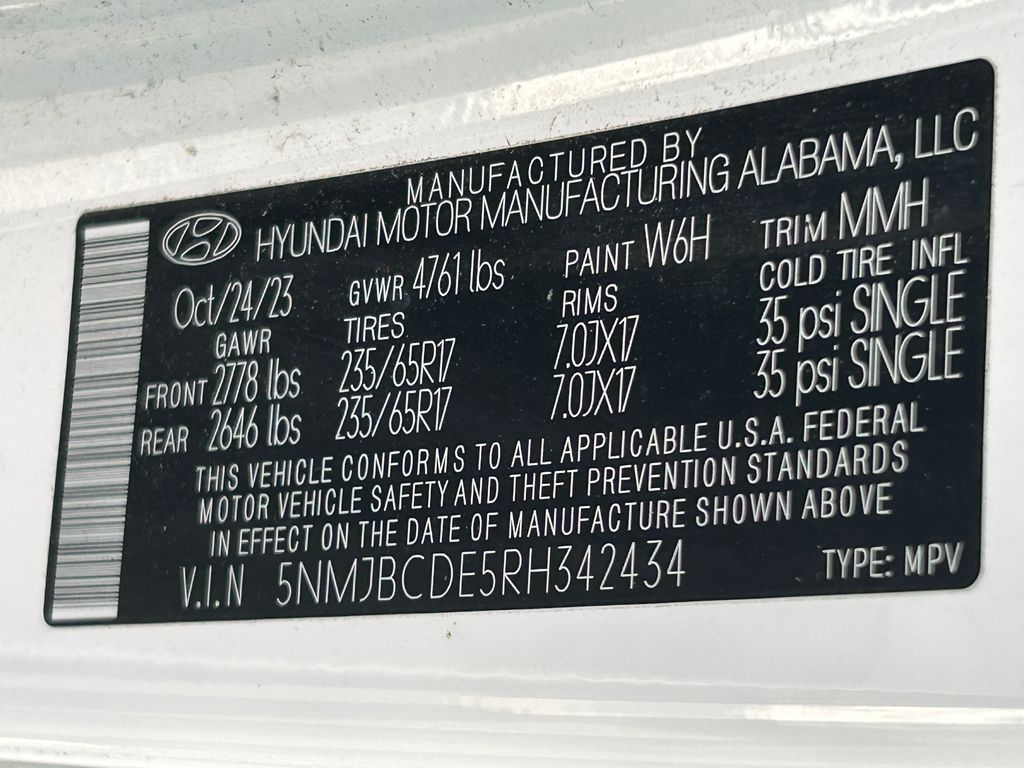 MANUFACTURED BY
HYUNDAI MOTOR MANUFACTURING ALABAMA, LLC
Oct/24/23 GVWR 4761 lbs PAINT W6H TRIM MMH
GAWR TIRES RIMS COLD TIRE INFL
FRONT 2778 lbs 235/65R17 7.0JX17 35 psi SINGLE
REAR 2646 lbs 235/65R17 7.0JX17 35 psi SINGLE
THIS VEHICLE CONFORMS TO ALL APPLICABLE U.S.A. FEDERAL
MOTOR VEHICLE SAFETY AND THEFT PREVENTION STANDARDS
IN EFFECT ON THE DATE OF MANUFACTURE SHOWN ABOVE
V.I.N 5NMJBCDE5RH342434 TYPE: MPV